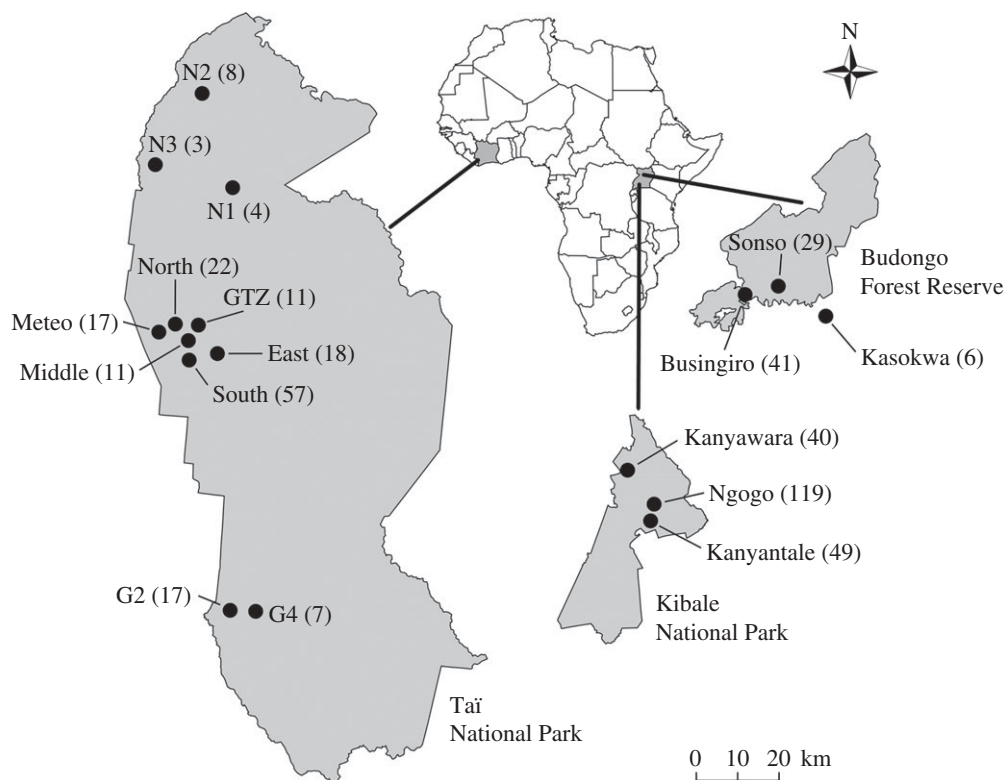 N
N2 (8)
N3 (3)
N1 (4)
North (22)
GTZ (11)
Meteo (17)
Middle (11)
East (18)
South (57)
G2 (17)
G4 (7)
Taï
National Park
Sonso (29)
Budongo
Forest Reserve
Busingiro (41)
Kasokwa (6)
Kanyawara (40)
Ngogo (119)
Kanyantale (49)
Kibale
National Park
0 10 20 km